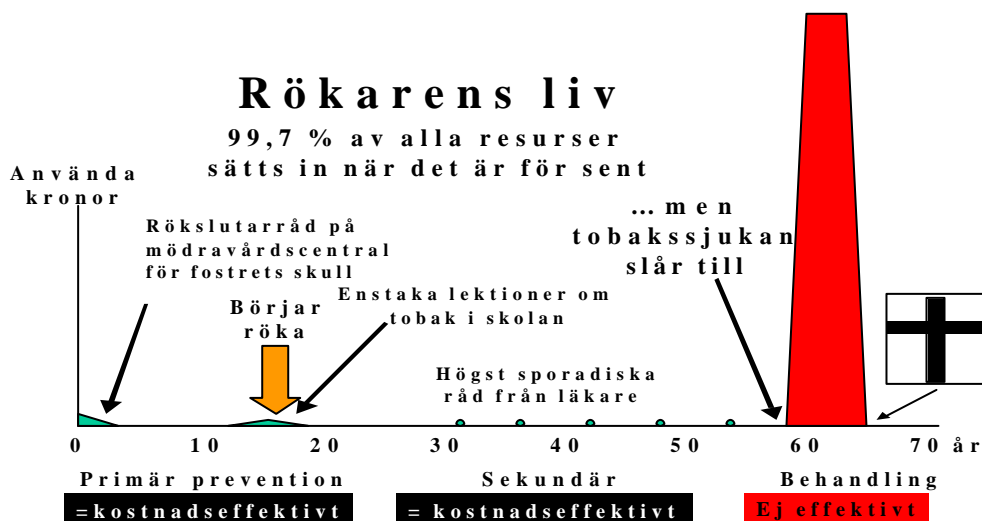 Rökarens liv
99,7 % av alla resurser
sätts in när det är för sent
Använda
kronor
Rökslutarråd på
mödravårdscentral
för fostrets skull
Börjar
röka
Enstaka lektioner om
tobak i skolan
... men
tobakssjukan
slår till
Högst sporadiska
råd från läkare
0 10 20 30 40 50 60 70 år
Primär prevention
=kostnadseffektivt
Sekundär
= kostnadseffektivt
Behandling
Ej effektivt